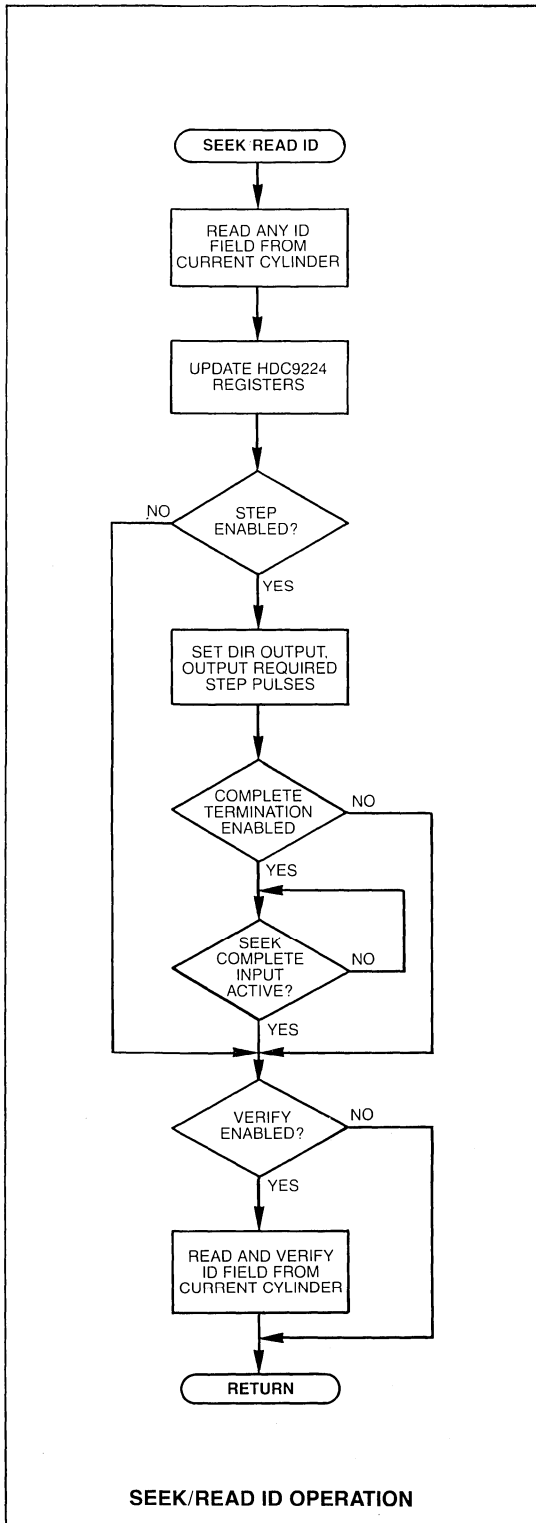 SEEK/READ ID
READ ANY ID
FIELD FROM
CURRENT CYLINDER
UPDATE HDC9224
REGISTERS
NO
STEP
ENABLED?
YES
SET DIR OUTPUT,
OUTPUT REQUIRED
STEP PULSES
COMPLETE
TERMINATION
ENABLED
NO
YES
SEEK
COMPLETE
INPUT
ACTIVE?
NO
YES
VERIFY
ENABLED?
NO
YES
READ AND VERIFY
ID FIELD FROM
CURRENT CYLINDER
RETURN
SEEK/READ ID OPERATION